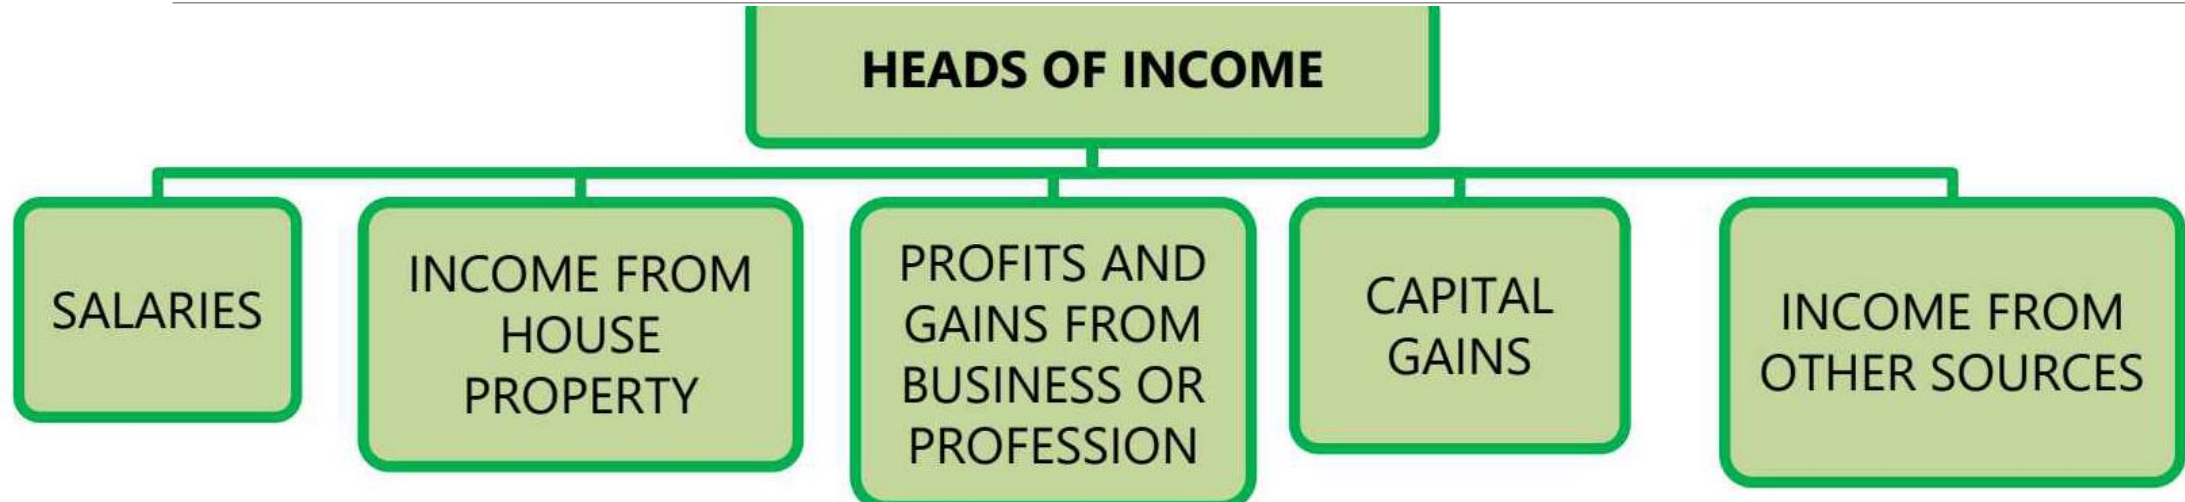 HEADS OF INCOME
SALARIES
INCOME FROM
HOUSE
PROPERTY
PROFITS AND
GAINS FROM
BUSINESS OR
PROFESSION
CAPITAL
GAINS
INCOME FROM
OTHER SOURCES